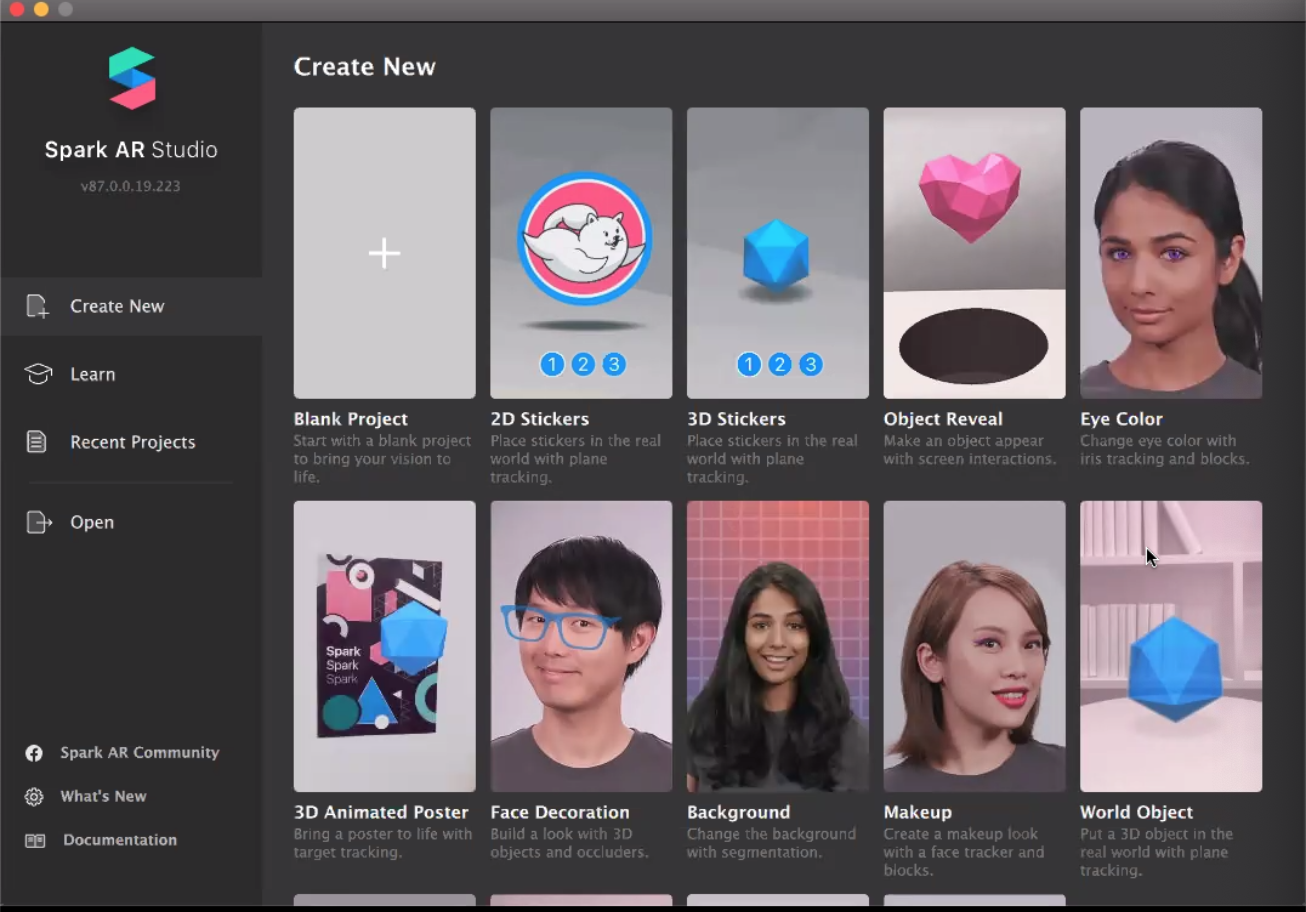 Spark AR Studio
v87.0.0.19.223
Create New
Learn
Recent Projects
Open
Spark AR Community
What's New
Documentation
Create New
1 2 3
1 2 3
Blank Project
Start with a blank project
to bring your vision to
life.
2D Stickers
Place stickers in the real
world with plane
tracking.
3D Stickers
Place stickers in the real
world with plane
tracking.
Object Reveal
Make an object appear
with screen interactions.
Eye Color
Change eye color with
iris tracking and blocks.
Spark
Spark
Spark
3D Animated Poster
Bring a poster to life with
target tracking.
Face Decoration
Build a look with 3D
objects and occluders.
Background
Change the background
with segmentation.
Makeup
Create a makeup look
with a face tracker and
blocks.
World Object
Put a 3D object in the
real world with plane
tracking.